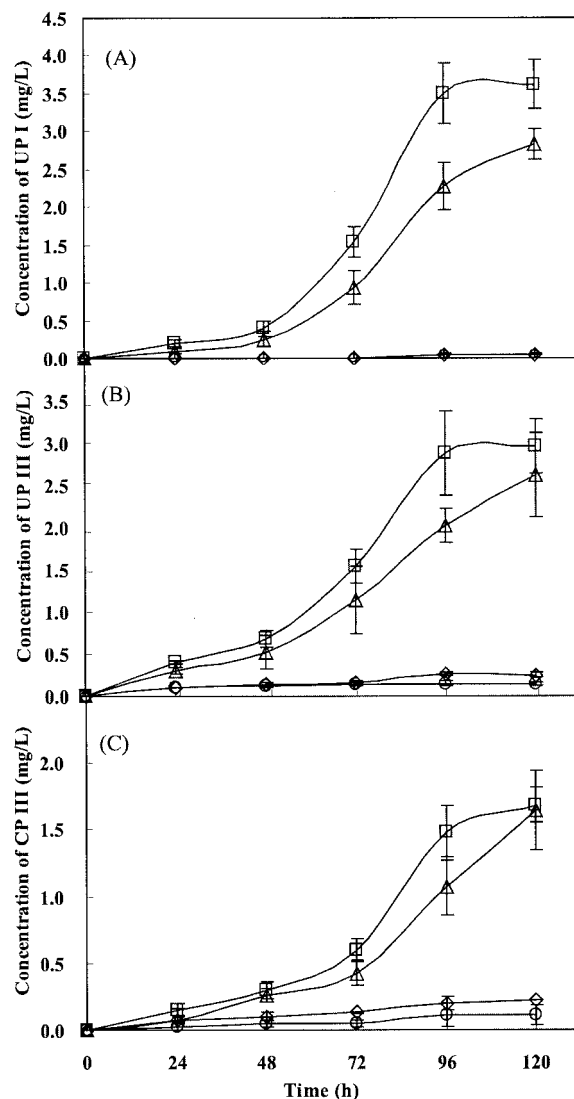 4.5
(A)
4.0
3.5
3.0
2.5
2.0
1.5
1.0
0.5
0.0
Concentration of UP I (mg/L)
(B)
3.5
3.0
2.5
2.0
1.5
1.0
0.5
0.0
Concentration of UP III (mg/L)
(C)
2.0
1.5
1.0
0.5
0.0
Concentration of CP III (mg/L)
0 24 48 72 96 120
Time (h)